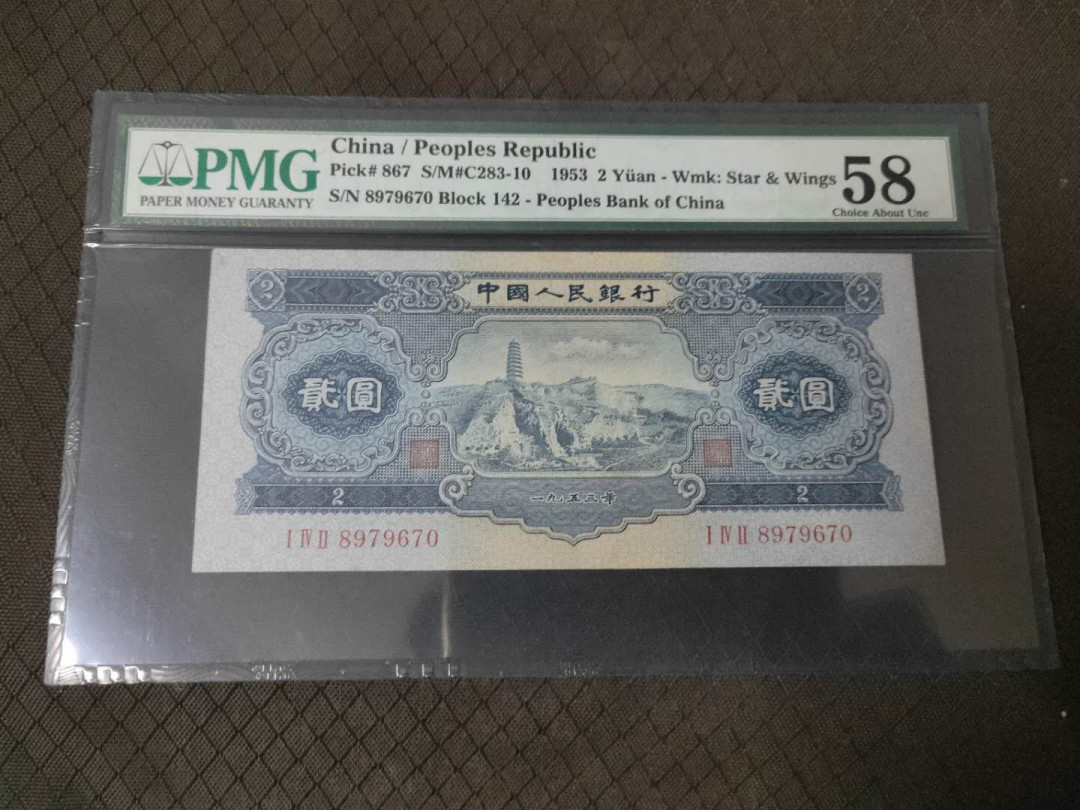 China / Peoples Republic
PMG
Pick# 867 S/M#C283-10 1953 2 Yüan - Wmk: Star & Wings
58
PAPER MONEY GUARANTY
S/N 8979670 Block 142 - Peoples Bank of China
Choice About Unc
2
中國人民銀行
2
貳圓
貳圓
2
一九五三年
2
I IV II 8979670
I IV II 8979670